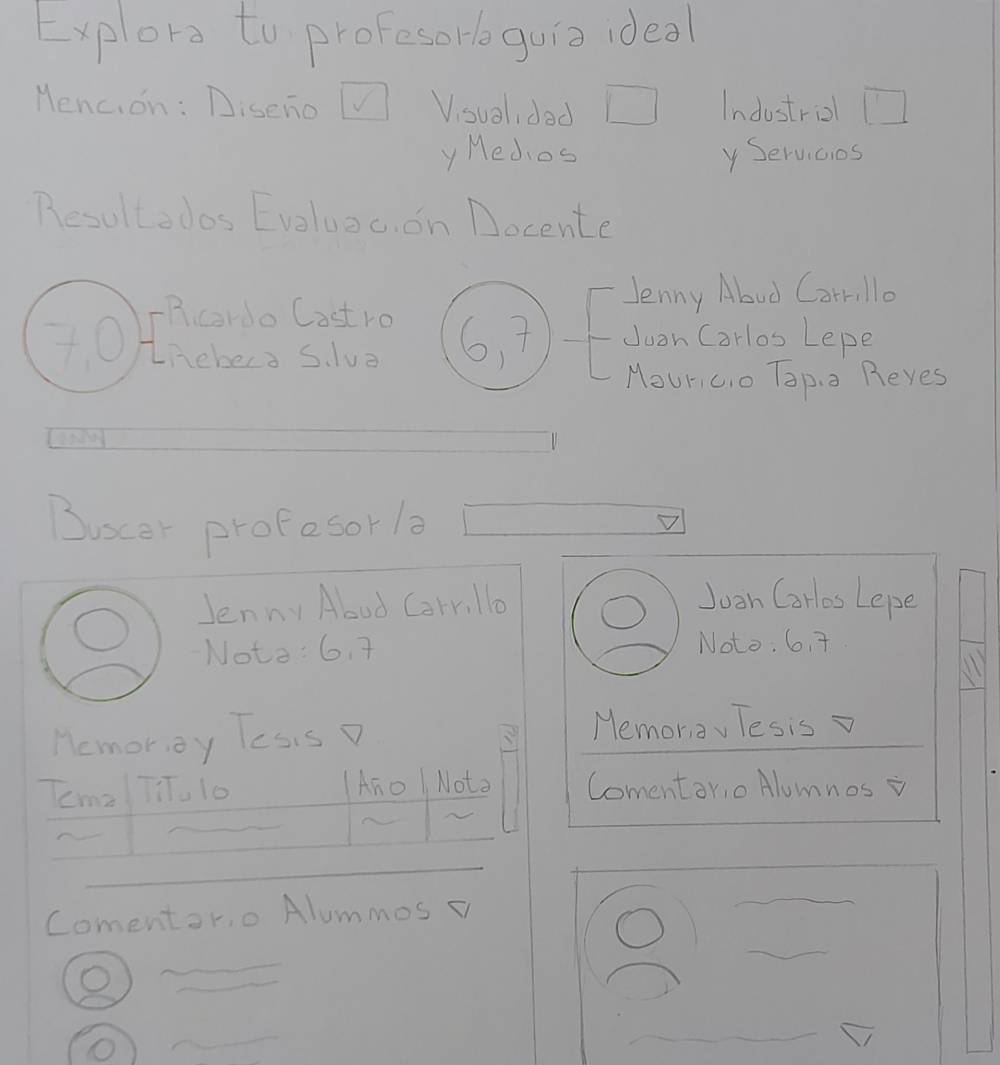 Explora tu profesor/a guía ideal
Mención: Diseño Visualidad Industrial
y Medios y Servicios
Resultados Evaluación Docente
7,0 Ricardo Castro
Rebeca Silva
6,7 Jenny Abud Carrillo
Juan Carlos Lepe
Mauricio Tapia Reyes
Buscar profesor/a
Jenny Abud Carrillo
Nota: 6.7
Memoria y Tesis
Tema Título Año Nota
Comentario Alumnos
Juan Carlos Lepe
Nota: 6.7
Memoria y Tesis
Comentario Alumnos